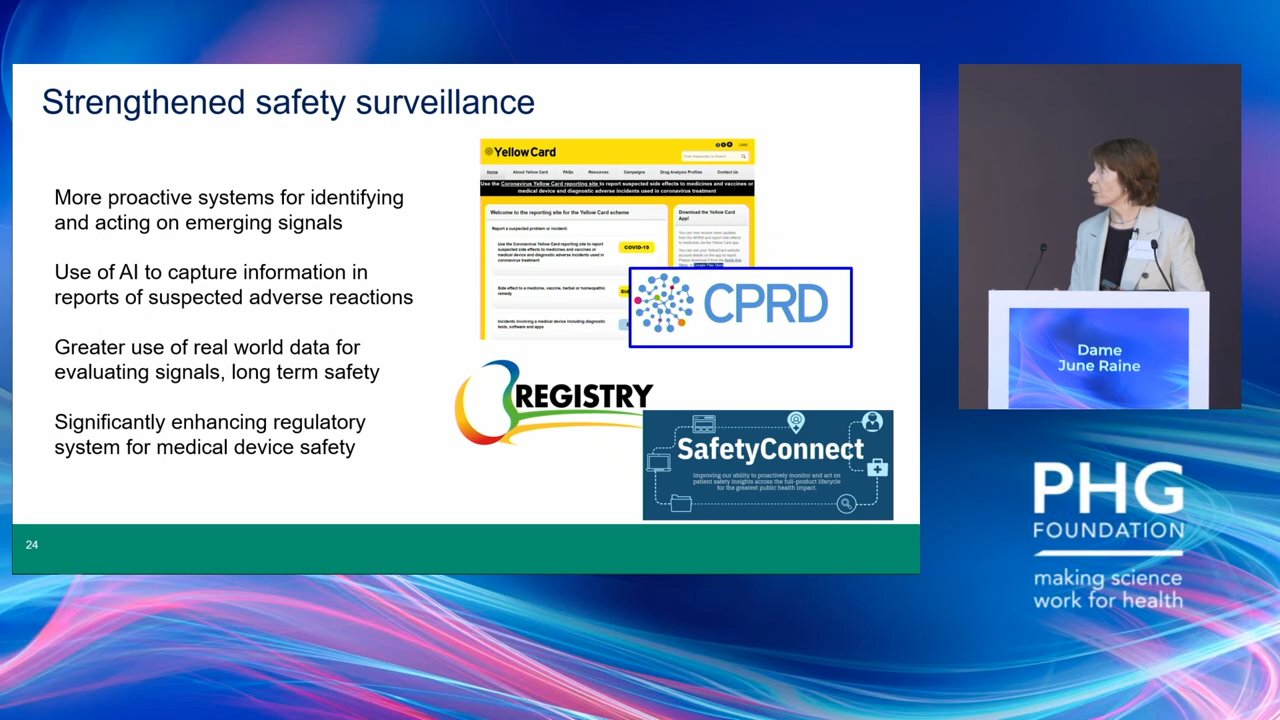 Strengthened safety surveillance
More proactive systems for identifying
and acting on emerging signals
Use of AI to capture information in
reports of suspected adverse reactions
Greater use of real world data for
evaluating signals, long term safety
Significantly enhancing regulatory
system for medical device safety
24
YellowCard
Home About Yellow Card FAQs Resources Campaigns Drug Analysis Profiles Contact Us
Use the Coronavirus Yellow Card reporting site to report suspected side effects to medicines and vaccines or
medical device and diagnostic adverse incidents used in coronavirus treatment
Welcome to the reporting site for the Yellow Card scheme
Report a suspected problem or incident:
Use the Coronavirus Yellow Card reporting site to report
suspected side effects to medicines and vaccines or
medical device and diagnostic adverse incidents used in
coronavirus treatment
COVID-19
Side effect to a medicine, vaccine, herbal or homeopathic
remedy
Incidents involving a medical device including diagnostic
tests, software and apps
Download the Yellow Card
App!
CPRD
REGISTRY
SafetyConnect
Improving our ability to proactively monitor and act on
patient safety insights across the full-product lifecycle
for the greatest public health impact.
Dame
June Raine
PHG
FOUNDATION
making science
work for health